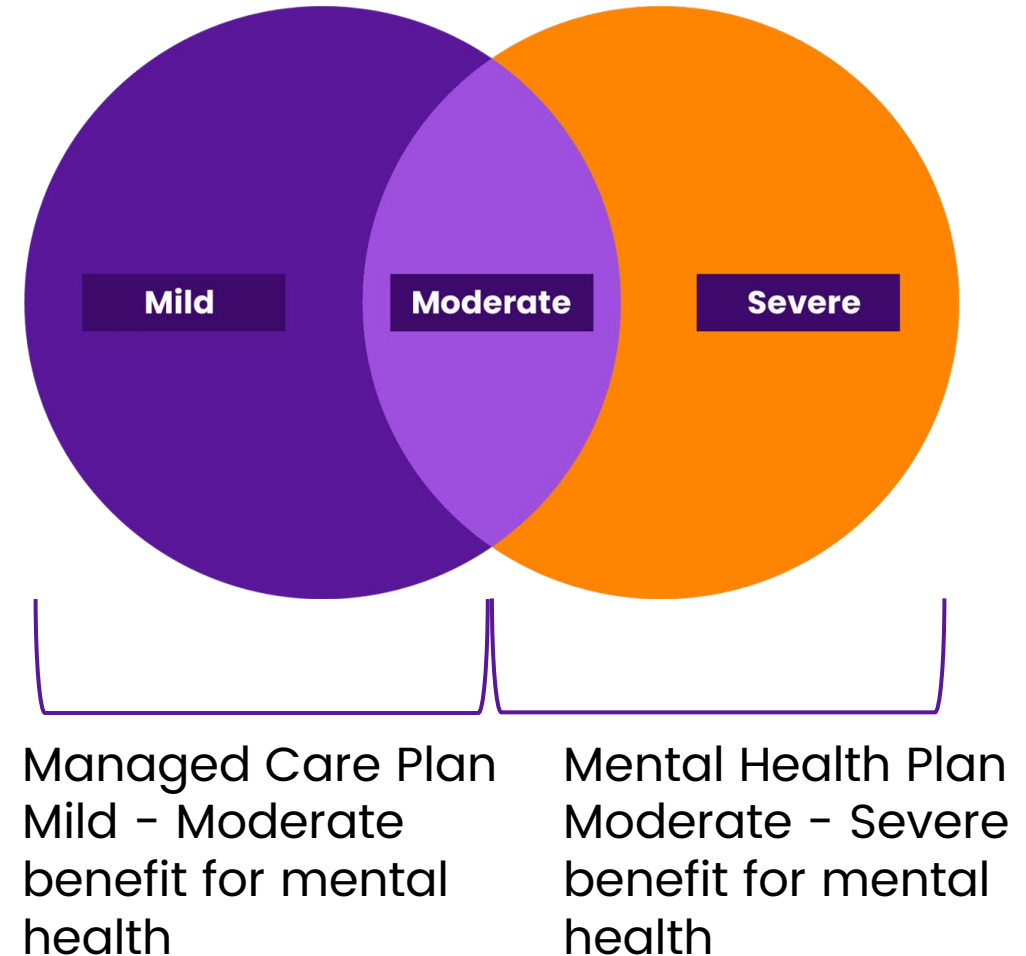 Mild
Moderate
Severe
Managed Care Plan
Mild - Moderate
benefit for mental
health
Mental Health Plan
Moderate - Severe
benefit for mental
health